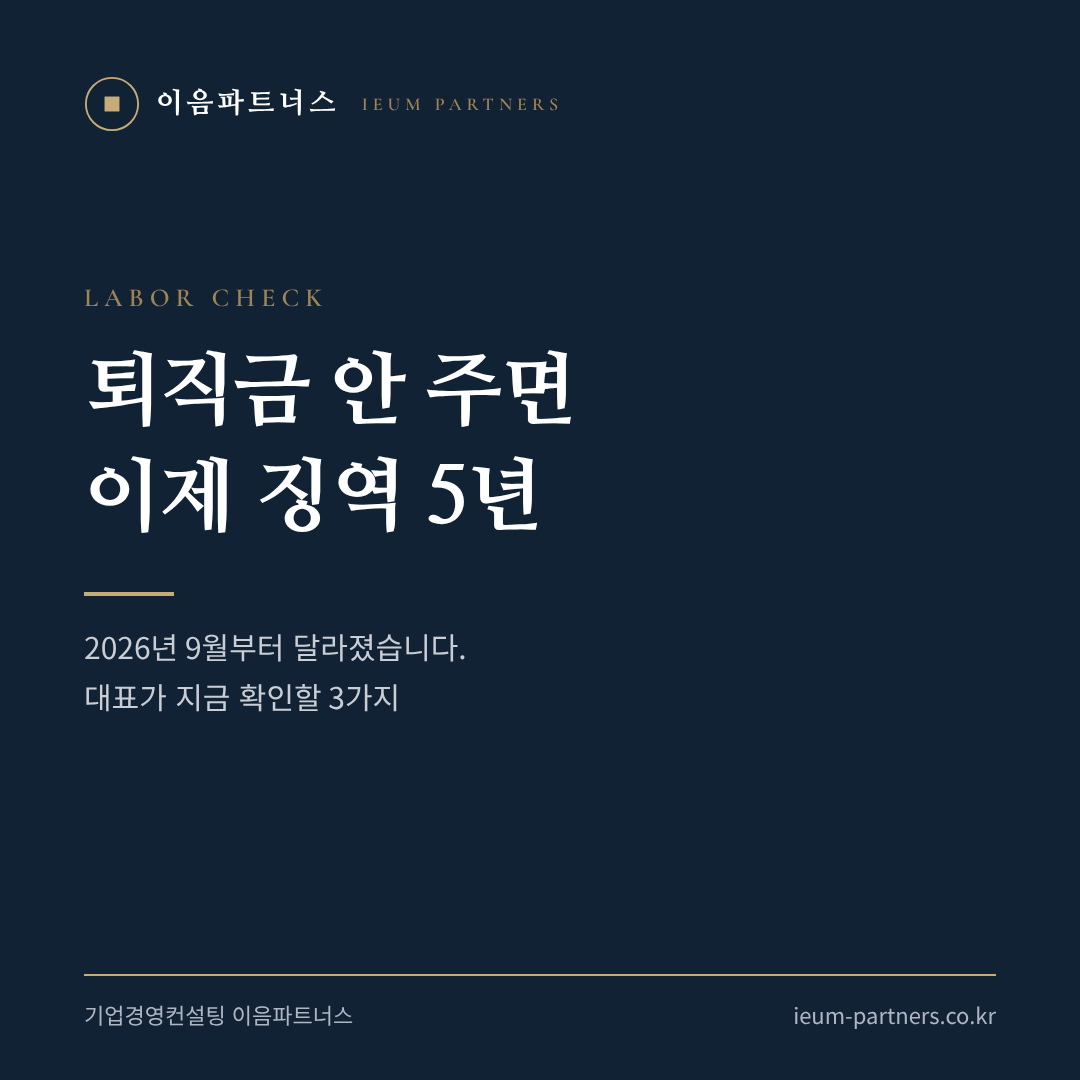 이음파트너스 IEUM PARTNERS
LABOR CHECK
퇴직금 안 주면
이제 징역 5년
2026년 9월부터 달라졌습니다.
대표가 지금 확인할 3가지
기업경영컨설팅 이음파트너스
ieum-partners.co.kr